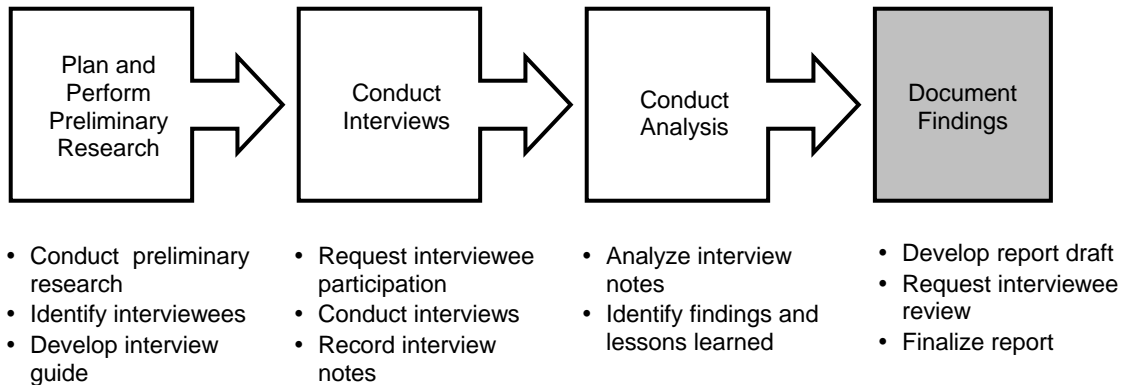 Plan and
Perform
Preliminary
Research
Conduct
Interviews
Conduct
Analysis
Document
Findings
• Conduct preliminary
research
• Identify interviewees
• Develop interview
guide
• Request interviewee
participation
• Conduct interviews
• Record interview
notes
• Analyze interview
notes
• Identify findings and
lessons learned
• Develop report draft
• Request interviewee
review
• Finalize report